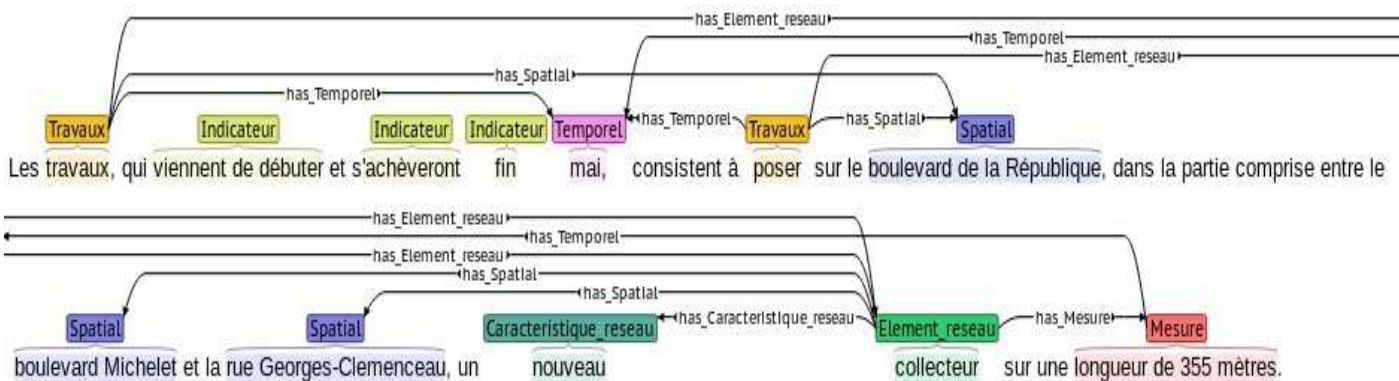 has_Element_reseau
has_Temporel
has_Element_reseau
has_Spatial
has_Temporel
Travaux Indicateur Indicateur Indicateur Temporel has_Temporel Travaux has_Spatial Spatial
Les travaux, qui viennent de débuter et s'achèveront fin mai, consistent à poser sur le boulevard de la République, dans la partie comprise entre le
has_Element_reseau
has_Temporel
has_Element_reseau
has_Spatial
has_Spatial
Spatial Spatial Caracteristique_reseau has_Caracteristique_reseau Element_reseau has_Mesure Mesure
boulevard Michelet et la rue Georges-Clemenceau, un nouveau collecteur sur une longueur de 355 mètres.